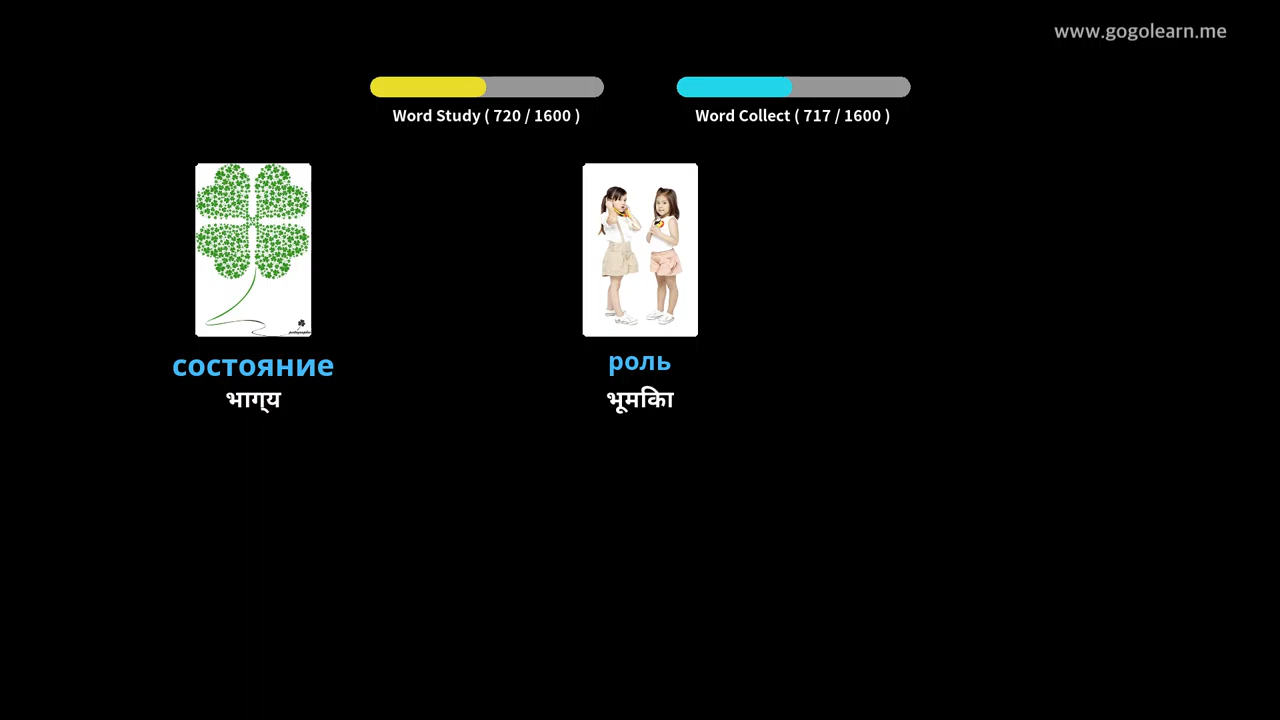 www.gogolearn.me
Word Study ( 720 / 1600 )
Word Collect ( 717 / 1600 )
состояние
भाग्य
роль
भूमिका